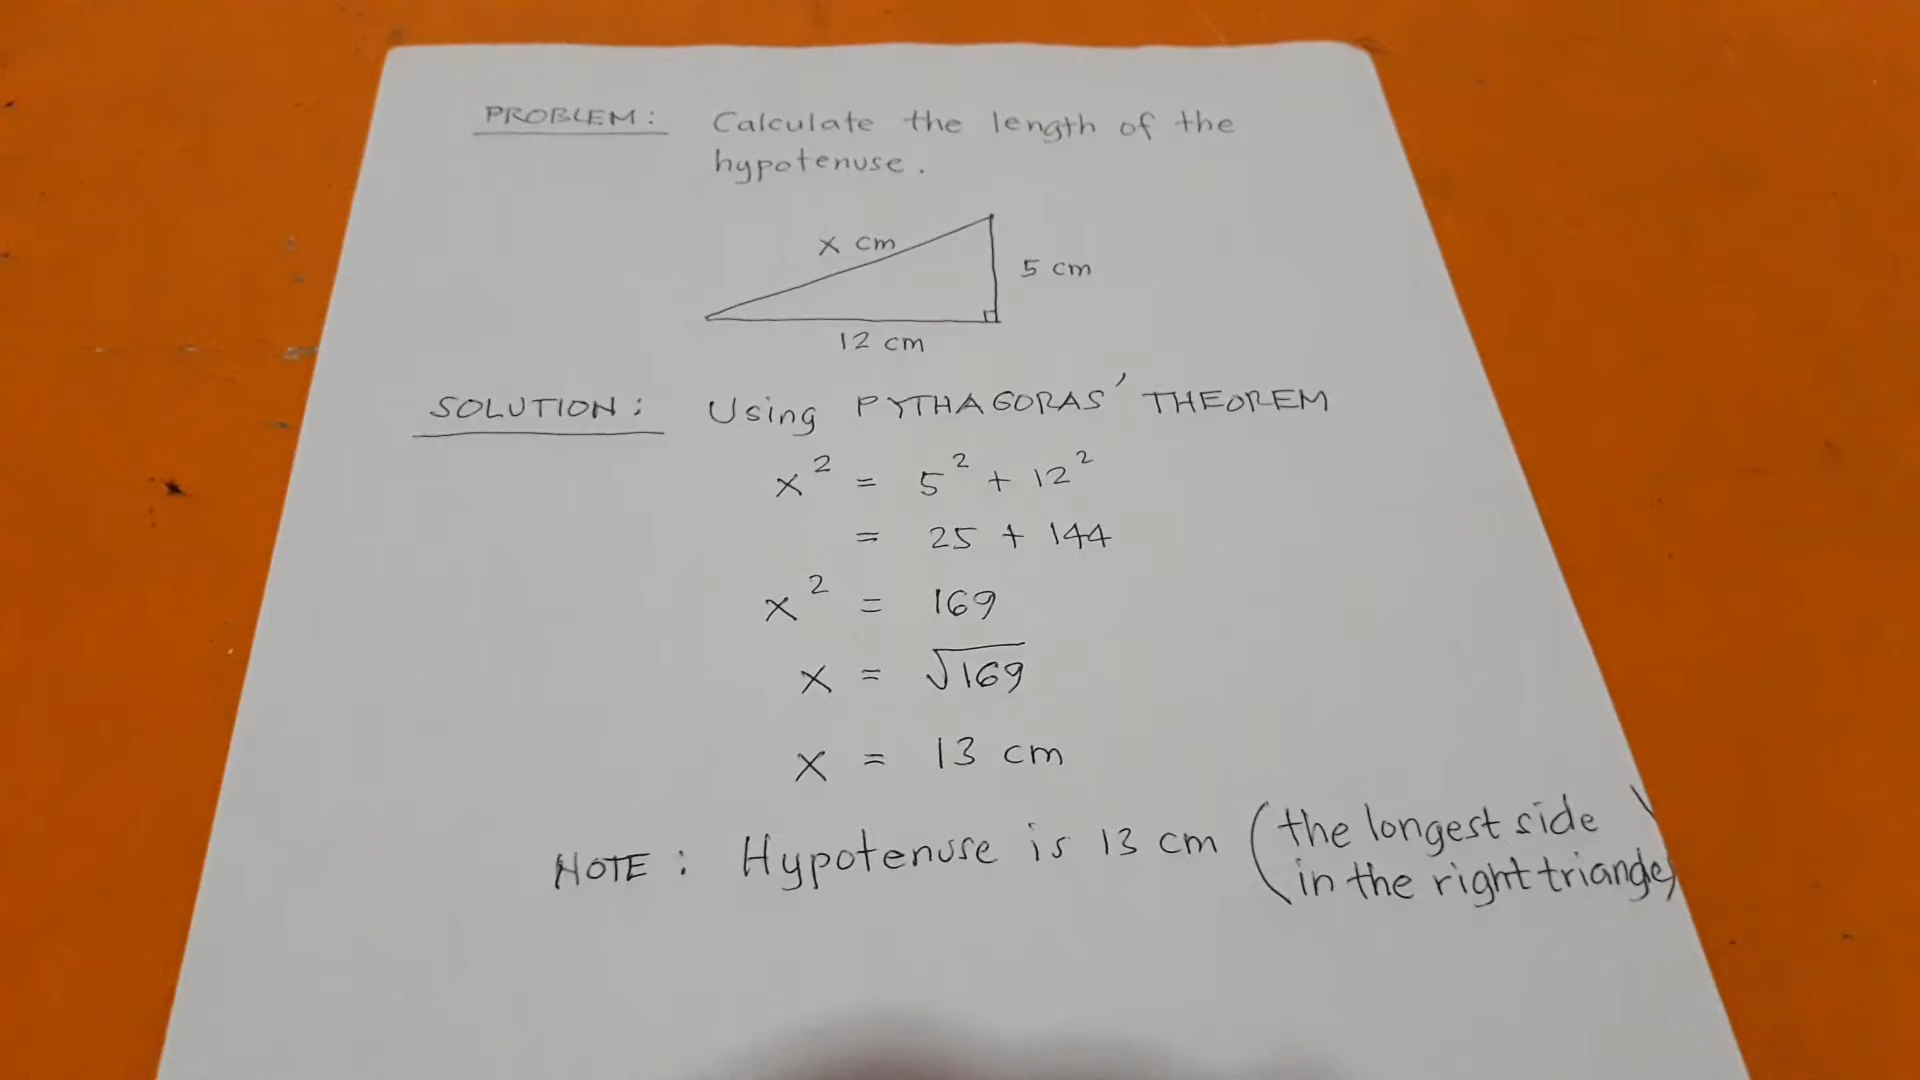 PROBLEM: Calculate the length of the
hypotenuse.
x cm
5 cm
12 cm
SOLUTION: Using PYTHAGORAS' THEOREM
x² = 5² + 12²
= 25 + 144
x² = 169
x = √169
x = 13 cm
NOTE: Hypotenuse is 13 cm (the longest side
in the right triangle)